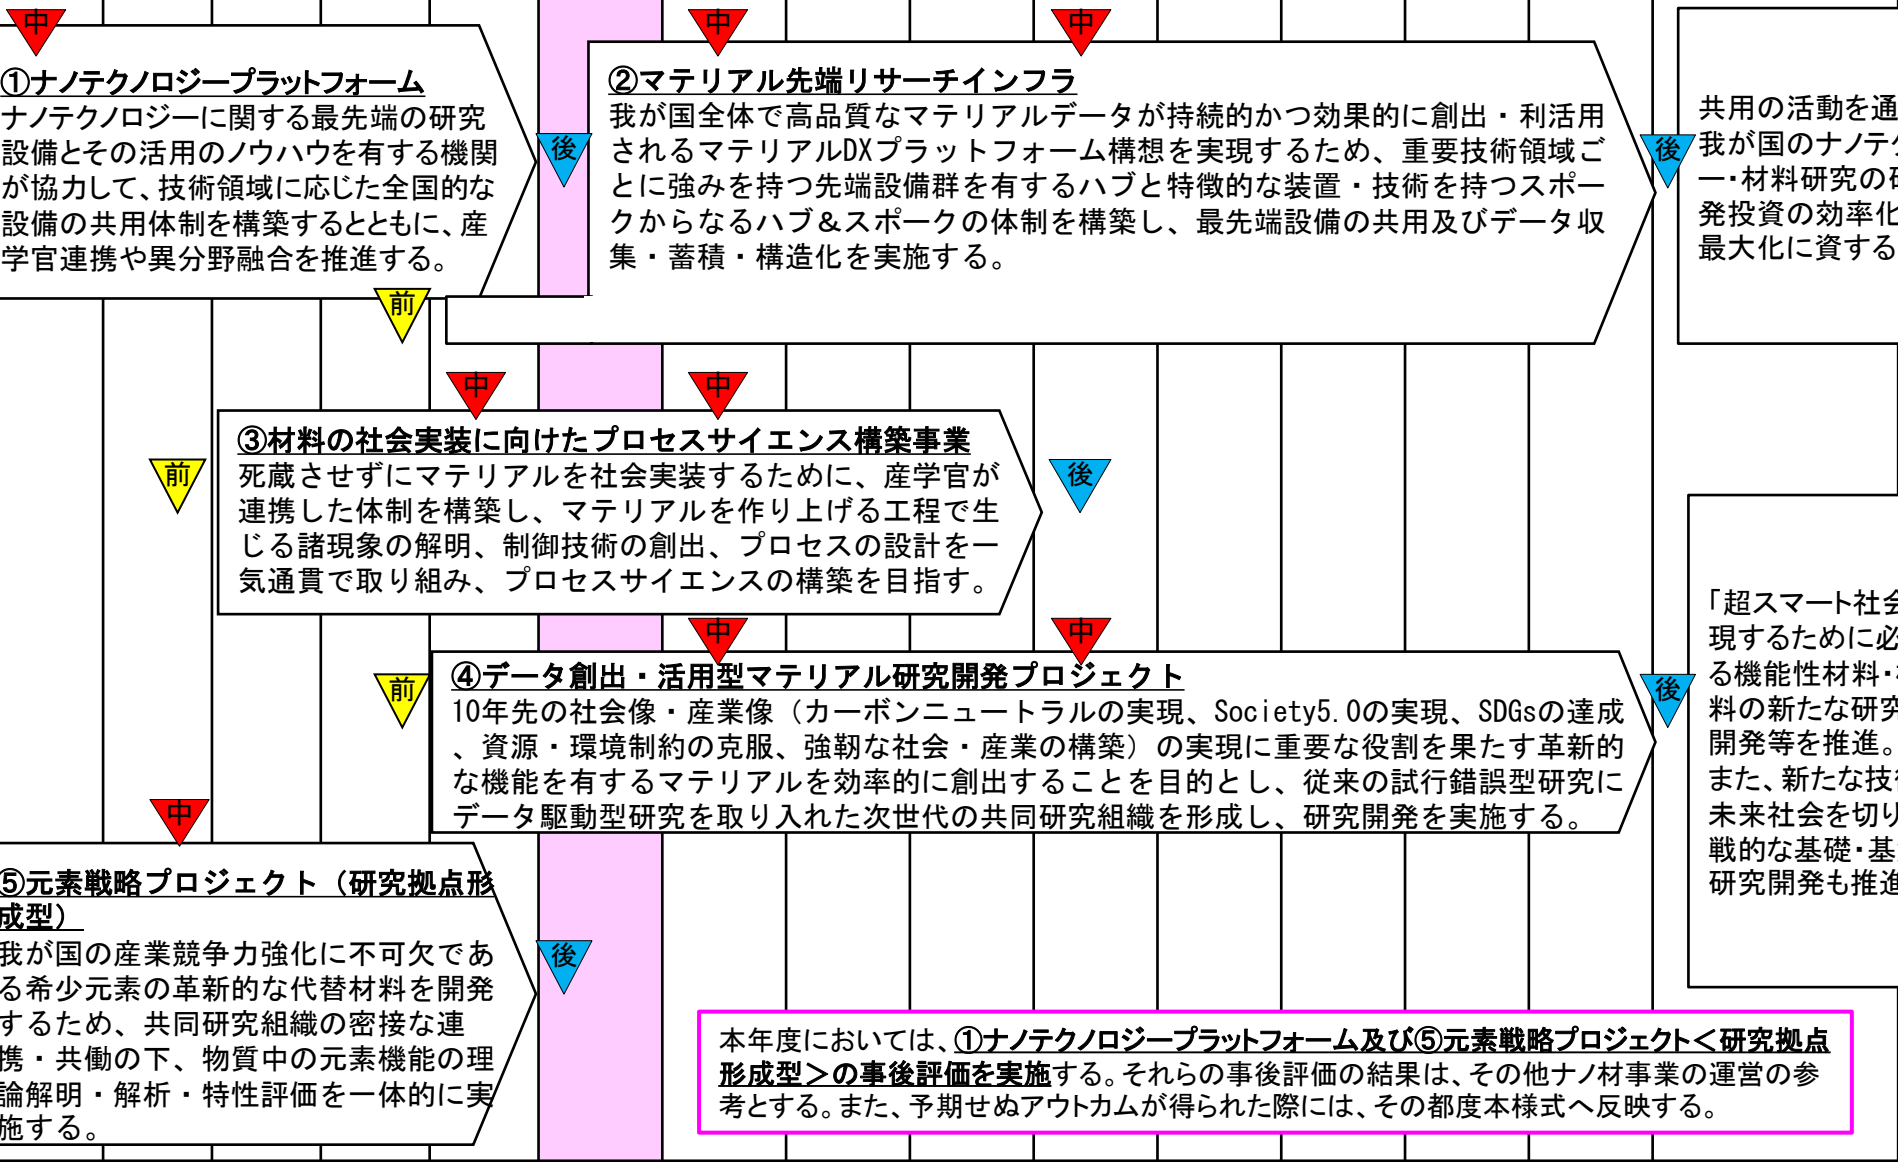 中
①ナノテクノロジープラットフォーム
ナノテクノロジーに関する最先端の研究
設備とその活用のノウハウを有する機関
が協力して、技術領域に応じた全国的な
設備の共用体制を構築するとともに、産
学官連携や異分野融合を推進する。
後
中
中
②マテリアル先端リサーチインフラ
我が国全体で高品質なマテリアルデータが持続的かつ効果的に創出・利活用
されるマテリアルDXプラットフォーム構想を実現するため、重要技術領域ご
とに強みを持つ先端設備群を有するハブと特徴的な装置・技術を持つスポー
クからなるハブ＆スポークの体制を構築し、最先端設備の共用及びデータ収
集・蓄積・構造化を実施する。
前
後
共用の活動を通
我が国のナノテク
ー・材料研究の研
発投資の効率化
最大化に資する
中
中
前
③材料の社会実装に向けたプロセスサイエンス構築事業
死蔵させずにマテリアルを社会実装するために、産学官が
連携した体制を構築し、マテリアルを作り上げる工程で生
じる諸現象の解明、制御技術の創出、プロセスの設計を一
気通貫で取り組み、プロセスサイエンスの構築を目指す。
後
中
中
前
④データ創出・活用型マテリアル研究開発プロジェクト
10年先の社会像・産業像（カーボンニュートラルの実現、Society5.0の実現、SDGsの達成
、資源・環境制約の克服、強靭な社会・産業の構築）の実現に重要な役割を果たす革新的
な機能を有するマテリアルを効率的に創出することを目的とし、従来の試行錯誤型研究に
データ駆動型研究を取り入れた次世代の共同研究組織を形成し、研究開発を実施する。
後
「超スマート社会
現するために必
る機能性材料・
料の新たな研究
開発等を推進。
また、新たな技術
未来社会を切り
戦的な基礎・基
研究開発も推進
中
⑤元素戦略プロジェクト（研究拠点形
成型）
我が国の産業競争力強化に不可欠であ
る希少元素の革新的な代替材料を開発
するため、共同研究組織の密接な連
携・共働の下、物質中の元素機能の理
論解明・解析・特性評価を一体的に実
施する。
後
本年度においては、①ナノテクノロジープラットフォーム及び⑤元素戦略プロジェクト＜研究拠点
形成型＞の事後評価を実施する。それらの事後評価の結果は、その他ナノ材事業の運営の参
考とする。また、予期せぬアウトカムが得られた際には、その都度本様式へ反映する。